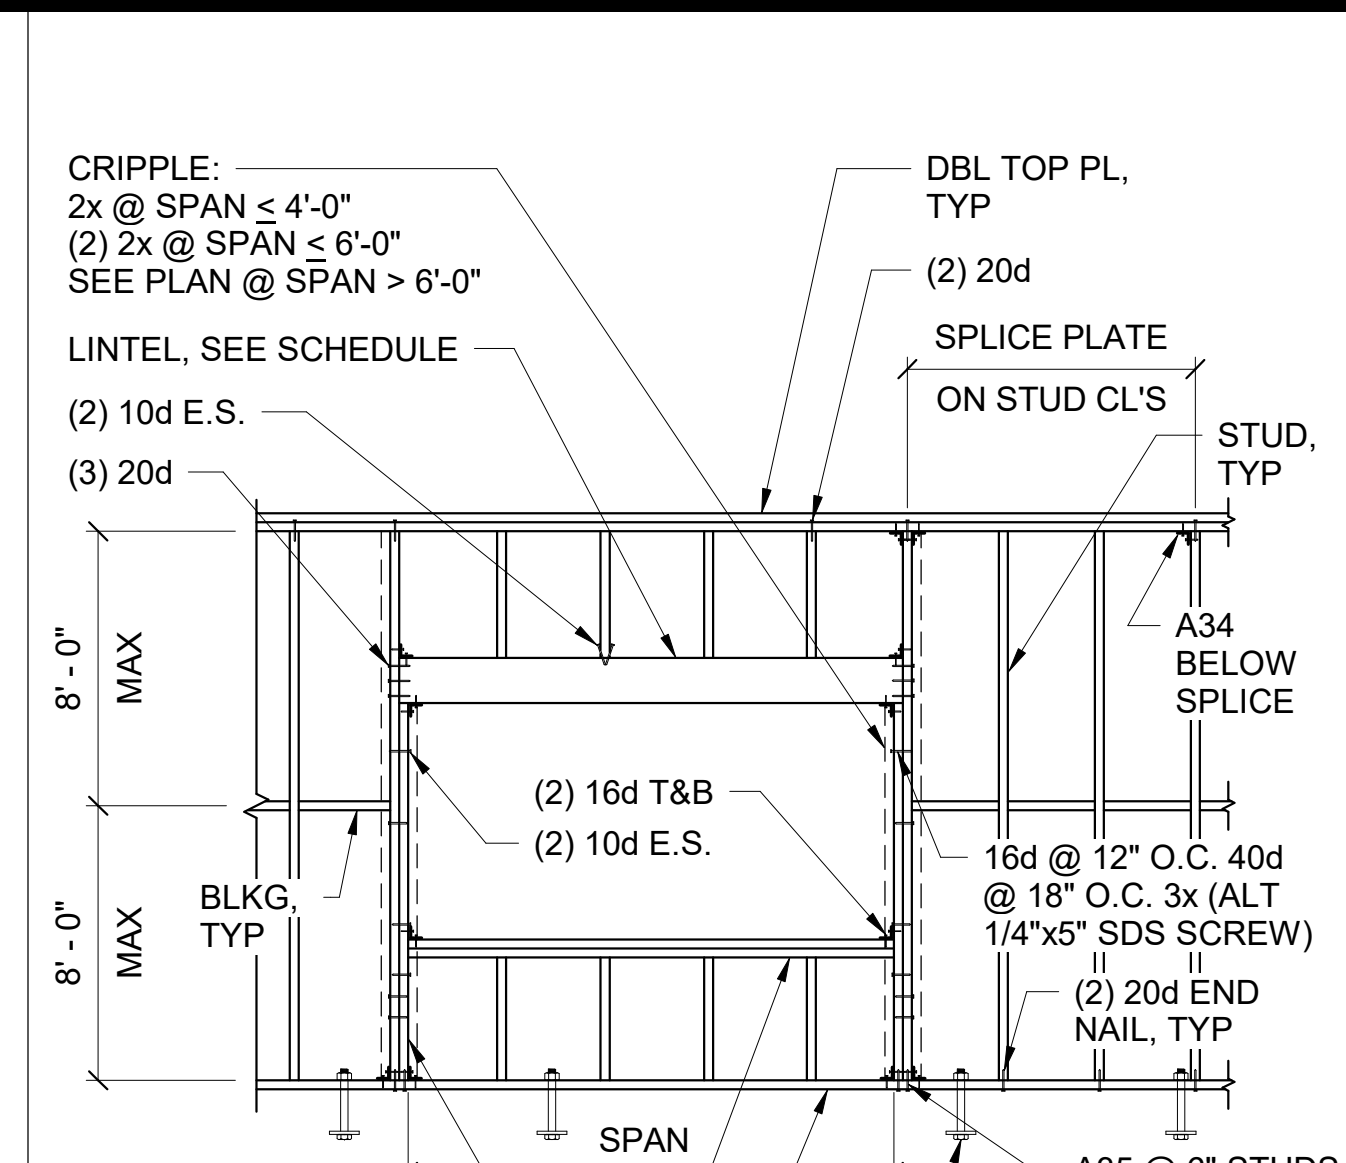 CRIPPLE:
2x @ SPAN ≤ 4'-0"
(2) 2x @ SPAN ≤ 6'-0"
SEE PLAN @ SPAN > 6'-0"
LINTEL, SEE SCHEDULE
(2) 10d E.S.
(3) 20d
DBL TOP PL,
TYP
(2) 20d
SPLICE PLATE
ON STUD CL'S
STUD,
TYP
8' - 0"
MAX
A34
BELOW
SPLICE
(2) 16d T&B
(2) 10d E.S.
16d @ 12" O.C. 40d
@ 18" O.C. 3x (ALT
1/4"x5" SDS SCREW)
BLKG,
TYP
8' - 0"
MAX
(2) 20d END
NAIL, TYP
SPAN